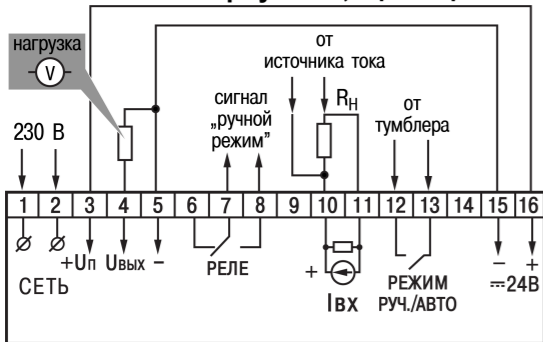 нагрузка
V
от
источника тока
сигнал
„ручной
режим”
RН
от
тумблера
230 В
1 2 3 4 5 6 7 8 9 10 11 12 13 14 15 16
+Uп Uвых –
СЕТЬ
РЕЛЕ
+
Iвх
РЕЖИМ
РУЧ./АВТО
– +
24В